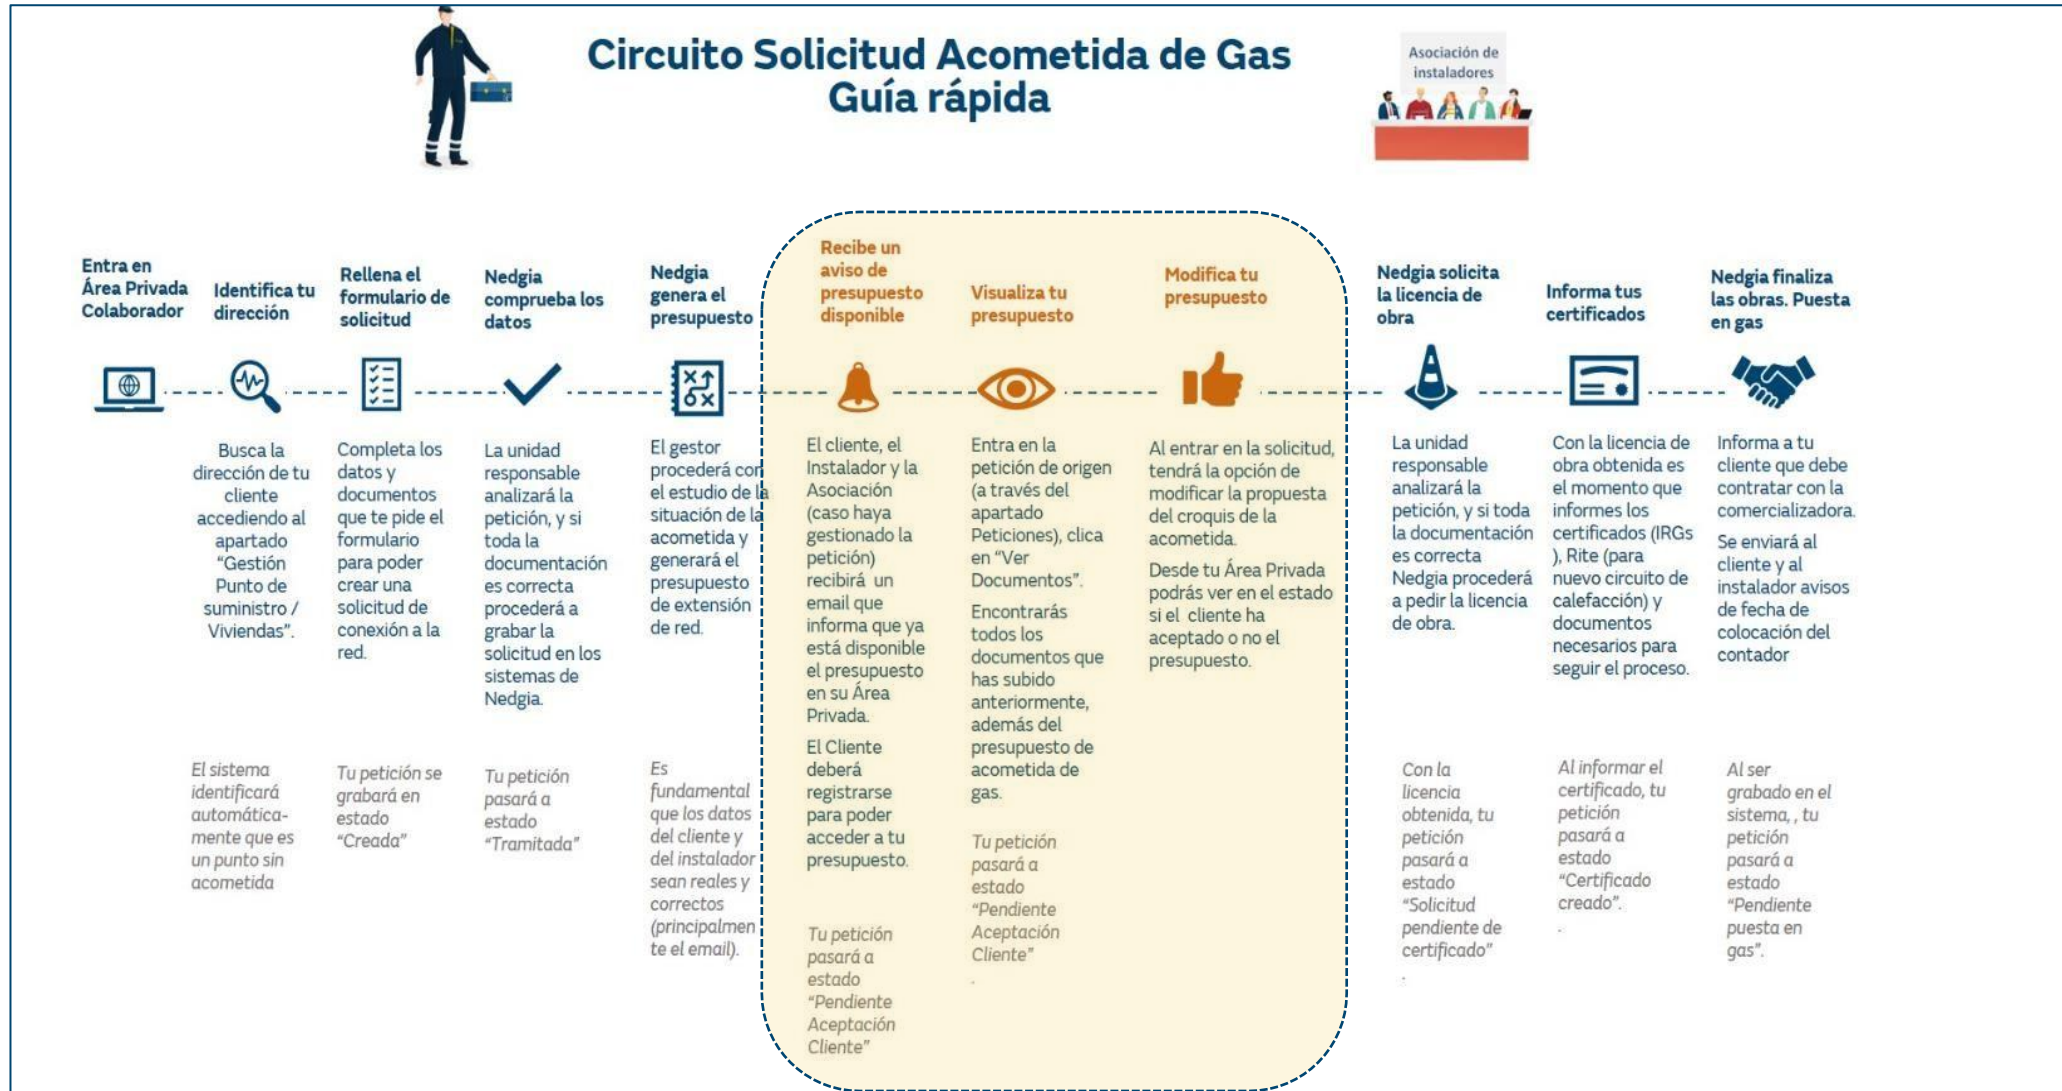 Circuito Solicitud Acometida de Gas
Guía rápida
Asociación de
instaladores
Entra en
Área Privada
Colaborador
Identifica tu
dirección
Busca la
dirección de tu
cliente
accediendo al
apartado
“Gestión
Punto de
suministro /
Viviendas”.
El sistema
identificará
automática-
mente que es
un punto sin
acometida
Rellena el
formulario de
solicitud
Completa los
datos y
documentos
que te pide el
formulario
para poder
crear una
solicitud de
conexión a la
red.
Tu petición se
grabará en
estado
“Creada”
Nedgia
comprueba los
datos
La unidad
responsable
analizará la
petición, y si
toda la
documentación
es correcta
procederá a
grabar la
solicitud en los
sistemas de
Nedgia.
Tu petición
pasará a
estado
“Tramitada”
Nedgia
genera el
presupuesto
El gestor
procederá con
el estudio de la
situación de la
acometida y
generará el
presupuesto
de extensión
de red.
Es
fundamental
que los datos
del cliente y
del instalador
sean reales y
correctos
(principalmen
te el email).
Recibe un
aviso de
presupuesto
disponible
El cliente, el
Instalador y la
Asociación
(caso haya
gestionado la
petición)
recibirá un
email que
informa que ya
está disponible
el presupuesto
en su Área
Privada.
El Cliente
deberá
registrarse
para poder
acceder a tu
presupuesto.
Tu petición
pasará a
estado
“Pendiente
Aceptación
Cliente”
Visualiza tu
presupuesto
Entra en la
petición de origen
(a través del
apartado
Peticiones), clica
en “Ver
Documentos”.
Encontrarás
todos los
documentos que
has subido
anteriormente,
además del
presupuesto de
acometida de
gas.
Tu petición
pasará a
estado
“Pendiente
Aceptación
Cliente”
.
Modifica tu
presupuesto
Al entrar en la solicitud,
tendrá la opción de
modificar la propuesta
del croquis de la
acometida.
Desde tu Área Privada
podrás ver en el estado
si el cliente ha
aceptado o no el
presupuesto.
Nedgia solicita
la licencia de
obra
La unidad
responsable
analizará la
petición, y si toda
la documentación
es correcta
Nedgia procederá
a pedir la licencia
de obra.
Con la
licencia
obtenida, tu
petición
pasará a
estado
“Solicitud
pendiente de
certificado”
.
Informa tus
certificados
Con la licencia de
obra obtenida es
el momento que
informes los
certificados (IRGs
), Rite (para
nuevo circuito de
calefacción) y
documentos
necesarios para
seguir el proceso.
Al informar el
certificado, tu
petición
pasará a
estado
“Certificado
creado”.
.
Nedgia finaliza
las obras. Puesta
en gas
Informa a tu
cliente que debe
contratar con la
comercializadora.
Se enviará al
cliente y al
instalador avisos
de fecha de
colocación del
contador
Al ser
grabado en el
sistema, , tu
petición
pasará a
estado
“Pendiente
puesta en
gas”.